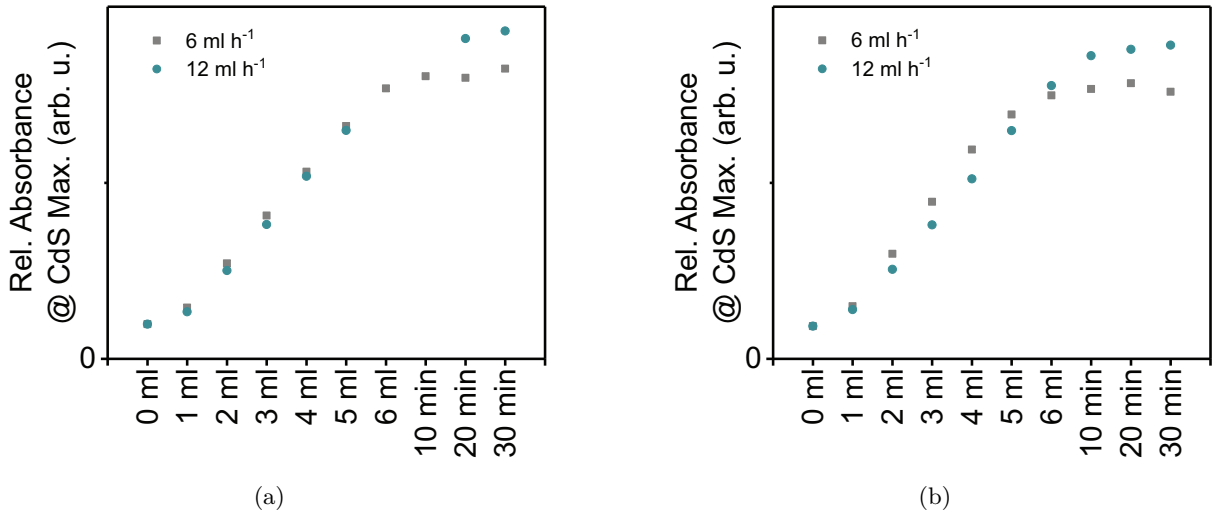 Rel. Absorbance
@ CdS Max. (arb. u.)
6 ml h⁻¹
12 ml h⁻¹
0
0 ml
1 ml
2 ml
3 ml
4 ml
5 ml
6 ml
10 min
20 min
30 min
(a)
Rel. Absorbance
@ CdS Max. (arb. u.)
6 ml h⁻¹
12 ml h⁻¹
0
0 ml
1 ml
2 ml
3 ml
4 ml
5 ml
6 ml
10 min
20 min
30 min
(b)